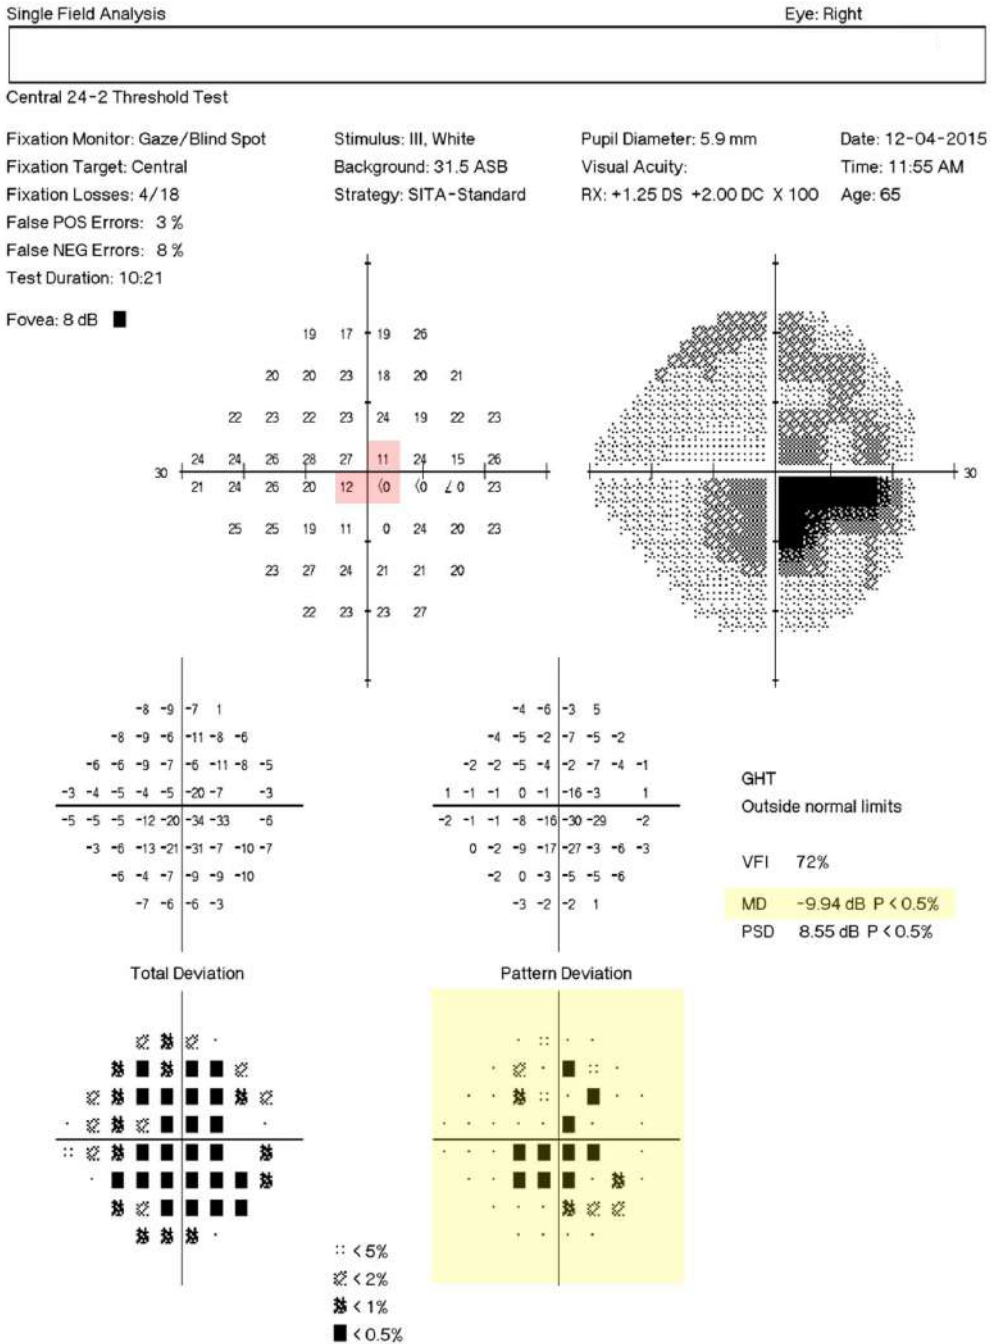 Single Field Analysis Eye: Right
Central 24-2 Threshold Test
Fixation Monitor: Gaze/Blind Spot Stimulus: III, White Pupil Diameter: 5.9 mm Date: 12-04-2015
Fixation Target: Central Background: 31.5 ASB Visual Acuity: Time: 11:55 AM
Fixation Losses: 4/18 Strategy: SITA-Standard RX: +1.25 DS +2.00 DC X 100 Age: 65
False POS Errors: 3 %
False NEG Errors: 8 %
Test Duration: 10:21
Fovea: 8 dB ■
19 17 19 26
20 20 23 18 20 21
22 23 22 23 24 19 22 23
24 24 26 28 27 11 24 15 26
30 30
21 24 26 20 12 ⟨0 ⟨0 ∠0 23
25 25 19 11 0 24 20 23
23 27 24 21 21 20
22 23 23 27
-8 -9 -7 1 -4 -6 -3 5
-8 -9 -6 -11 -8 -6 -4 -5 -2 -7 -5 -2
-6 -6 -9 -7 -6 -11 -8 -5 -2 -2 -5 -4 -2 -7 -4 -1
-3 -4 -5 -4 -5 -20 -7 -3 1 -1 -1 0 -1 -16 -3 1
-5 -5 -5 -12 -20 -34 -33 -6 -2 -1 -1 -8 -16 -30 -29 -2
-3 -6 -13 -21 -31 -7 -10 -7 0 -2 -9 -17 -27 -3 -6 -3
-6 -4 -7 -9 -9 -10 -2 0 -3 -5 -5 -6
-7 -6 -6 -3 -3 -2 -2 1
GHT
Outside normal limits
VFI 72%
MD -9.94 dB P < 0.5%
PSD 8.55 dB P < 0.5%
Total Deviation Pattern Deviation
< 5%
< 2%
< 1%
< 0.5%